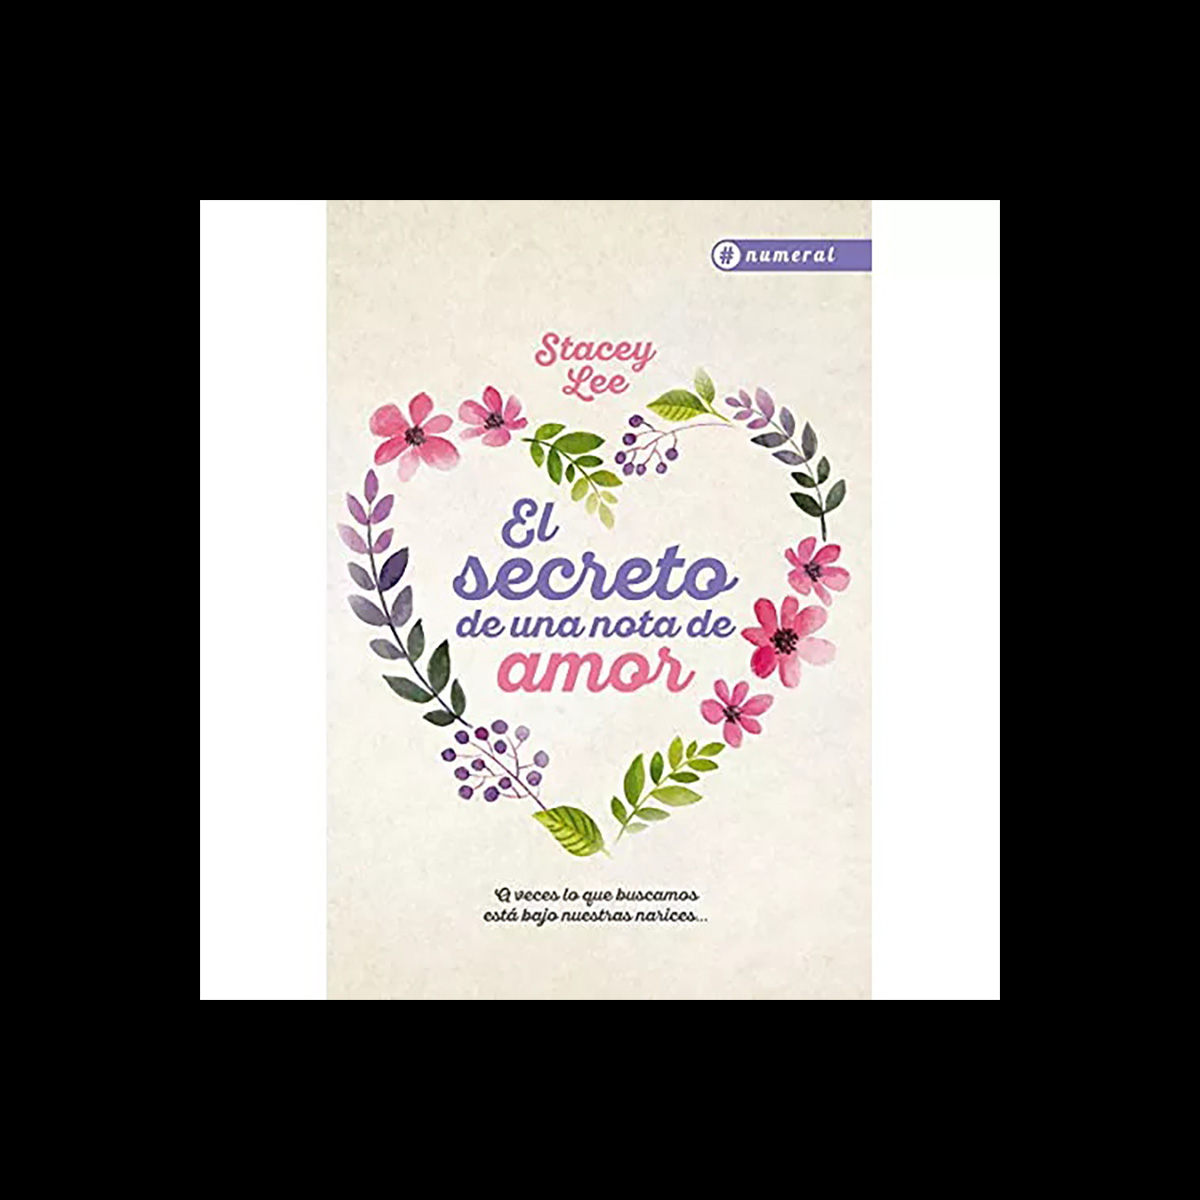 # numeral
Stacey
Lee
El
secreto
de una nota de
amor
A veces lo que buscamos
está bajo nuestras narices...